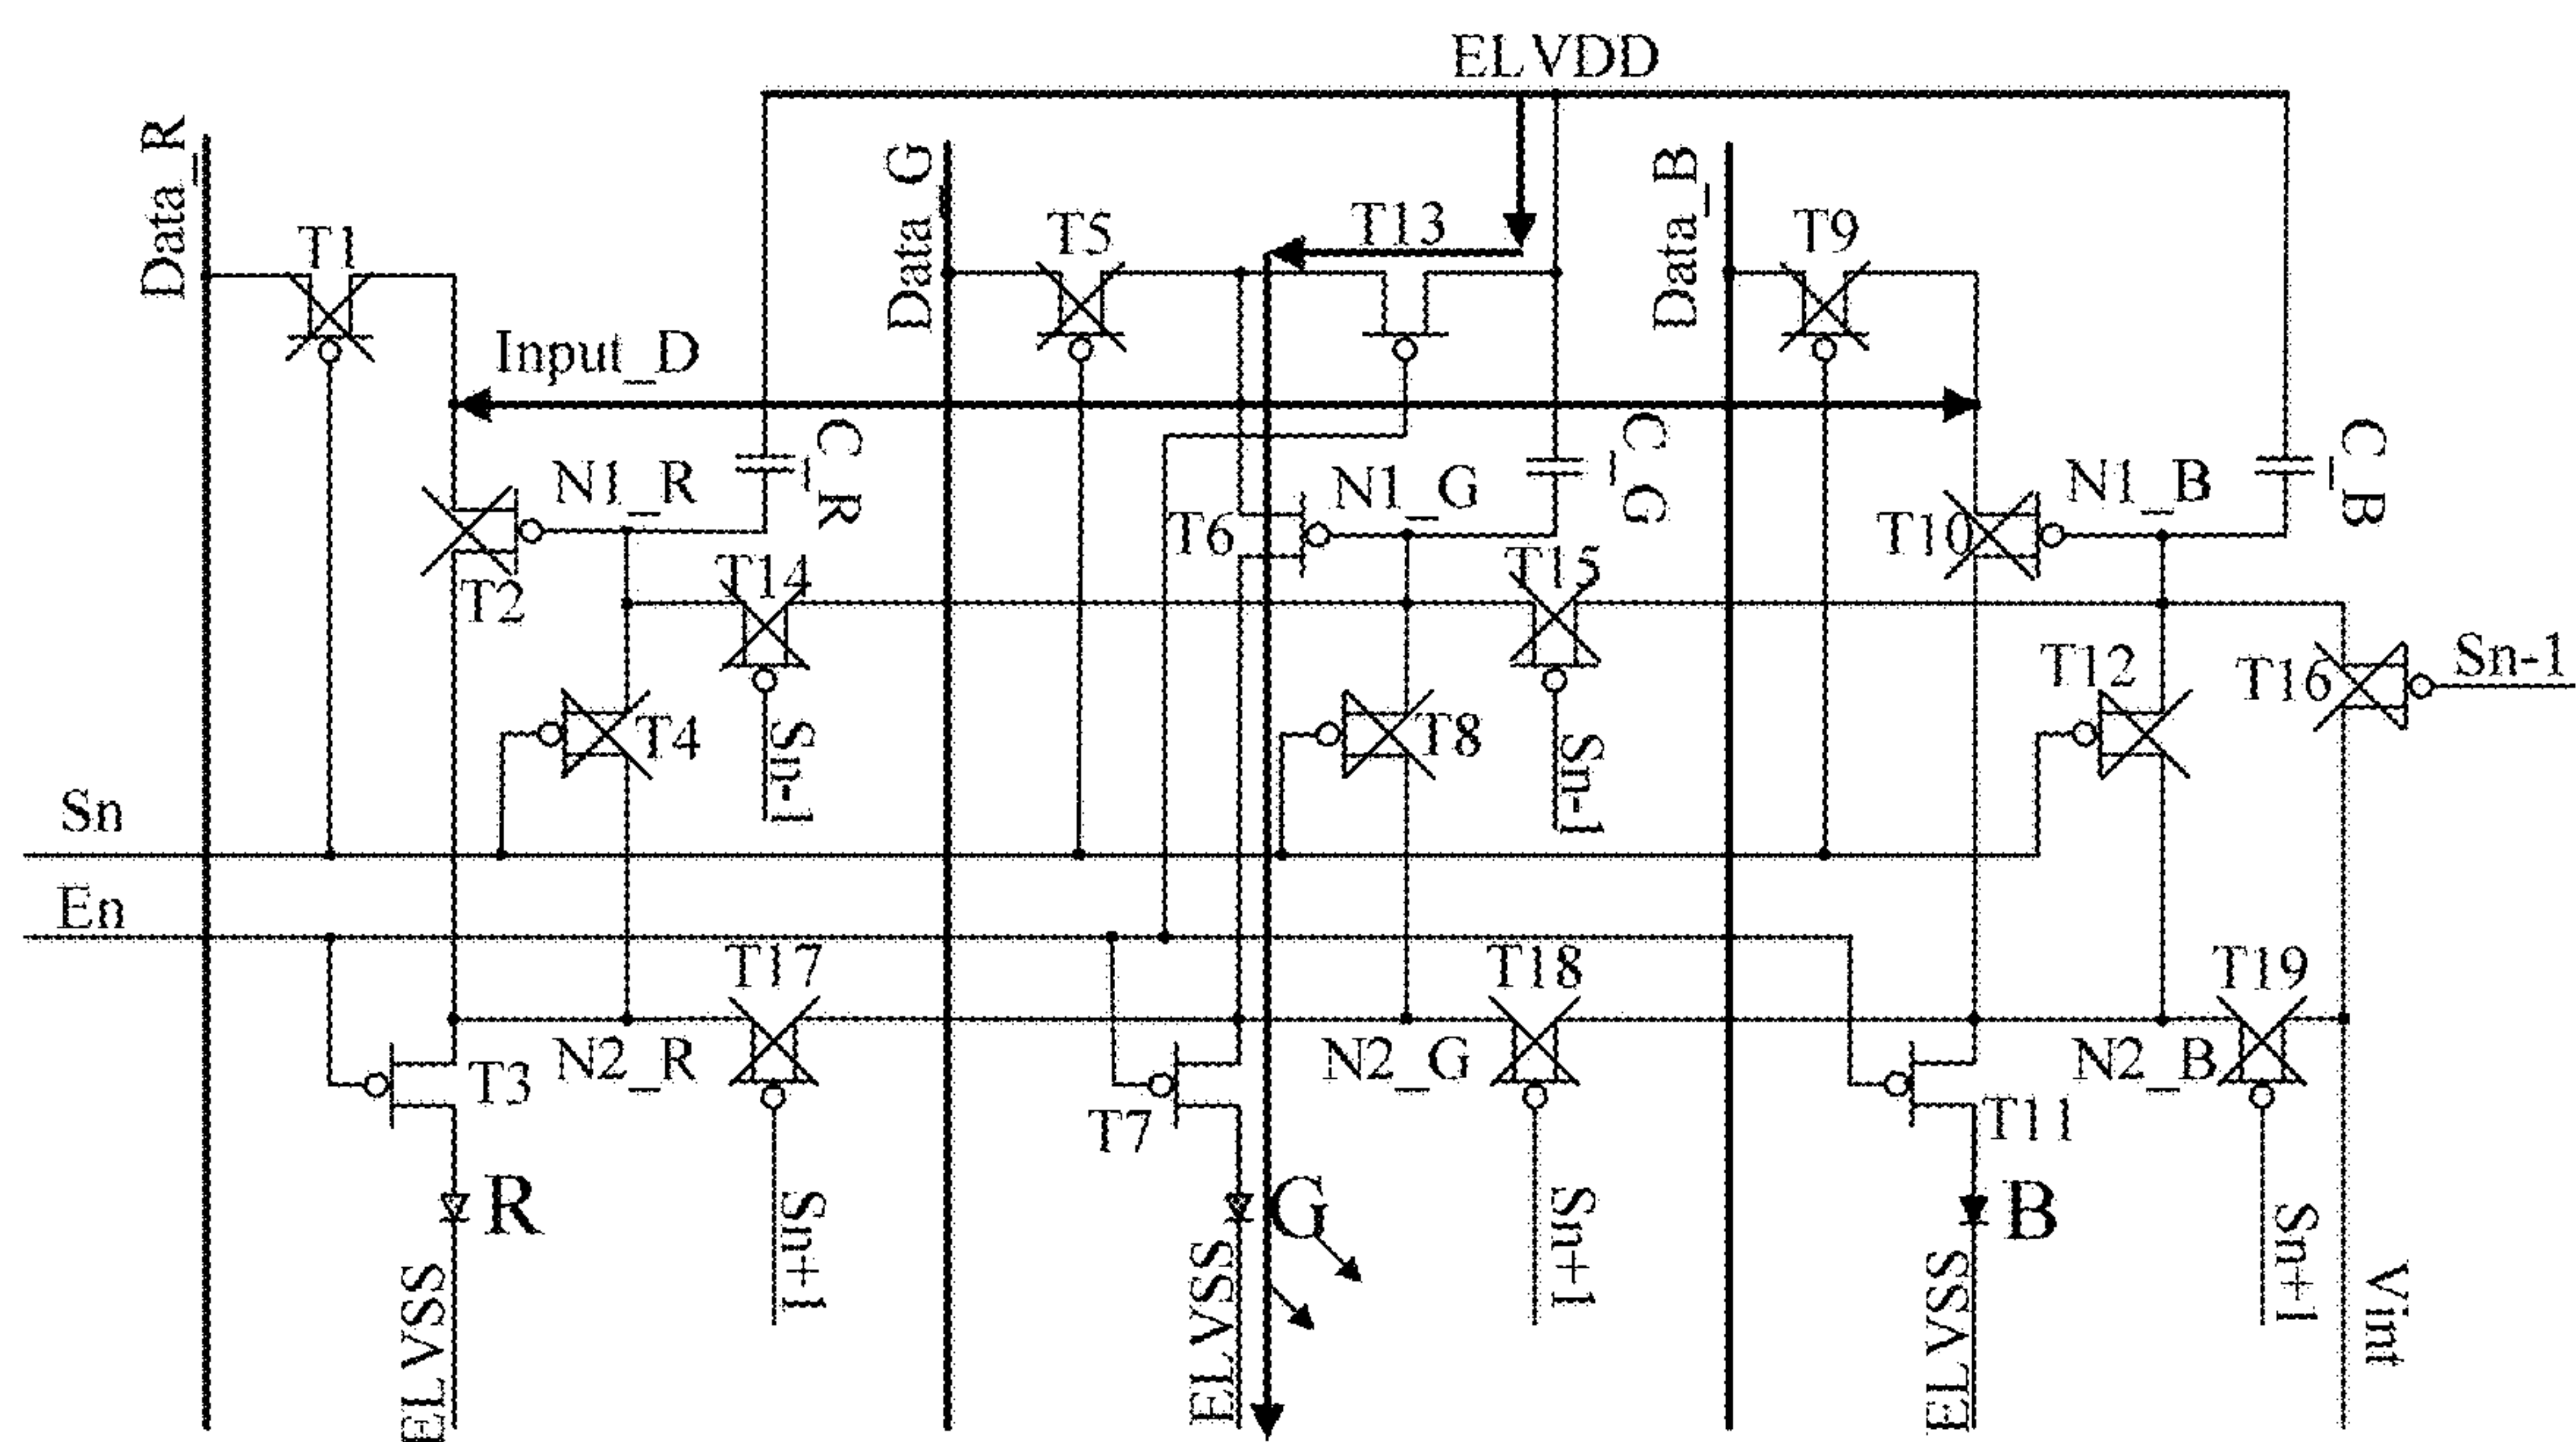 ELVDD
Data_R
Data_G
Data_B
T1
T5
T13
T9
Input_D
C_R
C_G
C_B
N1_R
N1_G
N1_B
T2
T6
T10
T14
T15
T4
T8
T12
T16
Sn-1
Sn-1
Sn-1
Sn
En
T17
T18
T19
N2_R
N2_G
N2_B
T3
T7
T11
R
G
B
Sn+1
Sn+1
Sn+1
ELVSS
ELVSS
ELVSS
Vint